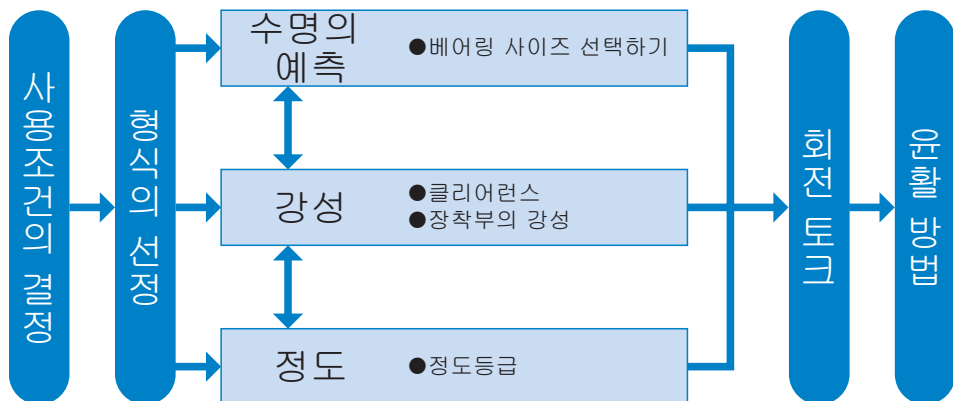 사용조건의 결정
형식의 선정
수명의
예측
●베어링 사이즈 선택하기
강성
●클리어런스
●장착부의 강성
정도
●정도등급
회전 토크
윤활 방법